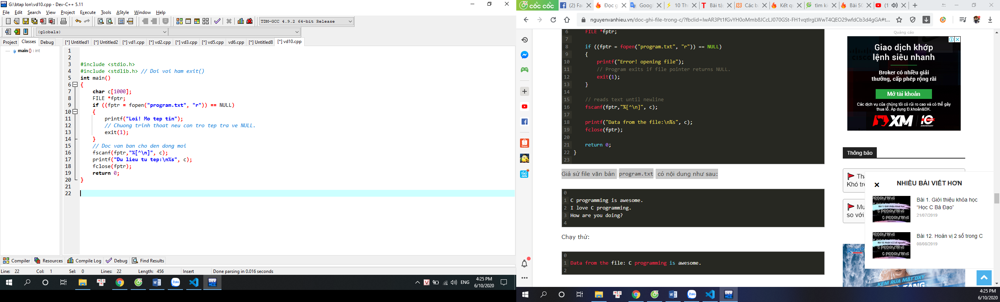 G:\btap lon\vd10.cpp - Dev-C++ 5.11
File Edit Search View Project Execute Tools AStyle Window Help
TDM-GCC 4.9.2 64-bit Release
(globals)
Project Classes Debug
[*] Untitled1 [*] Untitled2 [*] vd1.cpp [*] vd2.cpp [*] vd3.cpp [*] vd5.cpp vd6.cpp [*] Untitled8 [*] vd10.cpp
main () : int
1
2
3 #include <stdio.h>
4 #include <stdlib.h> // Doi voi ham exit()
5 int main()
6 {
7 char c[1000];
8 FILE *fptr;
9 if ((fptr = fopen("program.txt", "r")) == NULL)
10 {
11 printf("Loi! Mo tep tin");
12 // Chuong trinh thoat neu con tro tep tra ve NULL.
13 exit(1);
14 }
15 // Doc van ban cho den dong moi
16 fscanf(fptr,"%[^\n]", c);
17 printf("Du lieu tu tep:\n%s", c);
18 fclose(fptr);
19 return 0;
20 }
21
22
Compiler Resources Compile Log Debug Find Results
Line: 22 Col: 1 Sel: 0 Lines: 22 Length: 456 Insert Done parsing in 0.016 seconds
ENG
4:25 PM
6/10/2020
cốc cốc
(2) Fac Đọc g Googl 10 Th Bài tậ Các b Kết q tìm ki Bài 50 (1
nguyenvanhieu.vn/doc-ghi-file-trong-c/?fbclid=IwAR3Pt1fGvYH0oMmb8JCcLJ070GSt-FH1vqtIrgLWwT4QEO29wfdCb3d4gGA#t...
6 FILE *fptr;
7
8 if ((fptr = fopen("program.txt", "r")) == NULL)
9 {
10 printf("Error! opening file");
11 // Program exits if file pointer returns NULL.
12 exit(1);
13 }
14
15 // reads text until newline
16 fscanf(fptr,"%[^\n]", c);
17
18 printf("Data from the file:\n%s", c);
19 fclose(fptr);
20
21 return 0;
22 }
23
Giả sử file văn bản program.txt có nội dung như sau:
0
1 C programming is awesome.
2 I love C programming.
3 How are you doing?
4
Chạy thử:
0
1 Data from the file: C programming is awesome.
2
Quảng cáo
Giao dịch khớp
lệnh siêu nhanh
Broker có nhiều giải
thưởng, cấp phép rộng rãi
Mở tài khoản
Các dịch vụ của chúng tôi có rủi ro cao và có thể gây
thua lỗ. Áp dụng Đ.khoản&ĐK.
XM 10 YEARS
ANNIVERSARY
Thông báo
Tha
Khó trê
Mu
so với
NHIỀU BÀI VIẾT HƠN
Bài 1. Giới thiệu khóa học
“Học C Bá Đạo”
21/07/2019
Bài 12. Hoán vị 2 số trong C
08/08/2019
ROHTO
KEM RỬA MẶT OXY
4:25 PM
6/10/2020